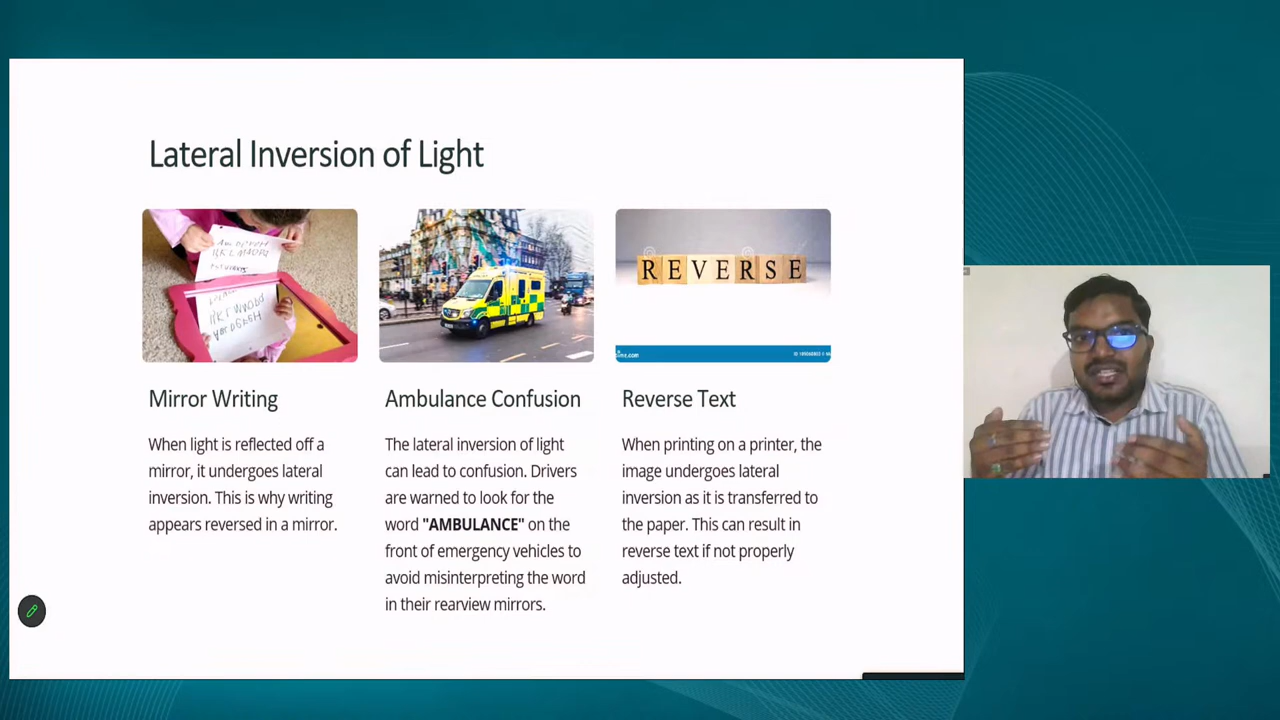 Lateral Inversion of Light
REVERSE
Mirror Writing
When light is reflected off a
mirror, it undergoes lateral
inversion. This is why writing
appears reversed in a mirror.
Ambulance Confusion
The lateral inversion of light
can lead to confusion. Drivers
are warned to look for the
word "AMBULANCE" on the
front of emergency vehicles to
avoid misinterpreting the word
in their rearview mirrors.
Reverse Text
When printing on a printer, the
image undergoes lateral
inversion as it is transferred to
the paper. This can result in
reverse text if not properly
adjusted.